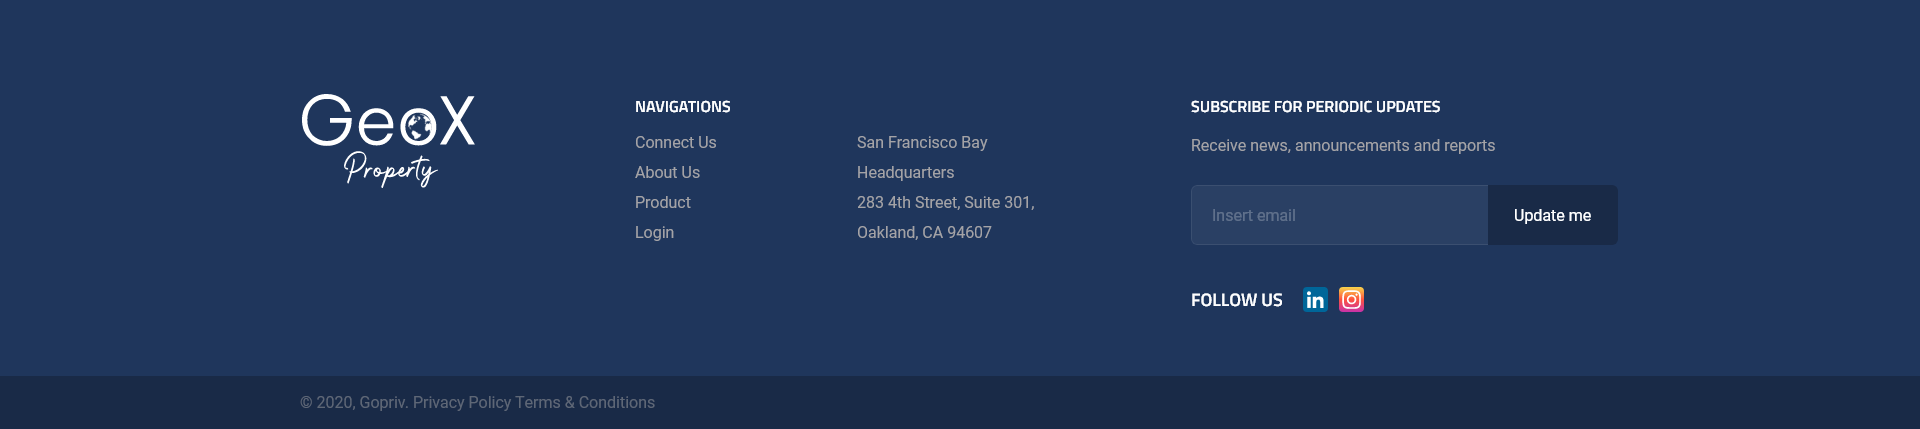 GeoX
Property
NAVIGATIONS
Connect Us
About Us
Product
Login
San Francisco Bay
Headquarters
283 4th Street, Suite 301,
Oakland, CA 94607
SUBSCRIBE FOR PERIODIC UPDATES
Receive news, announcements and reports
Insert email
Update me
FOLLOW US
in
© 2020, Gopriv. Privacy Policy Terms & Conditions